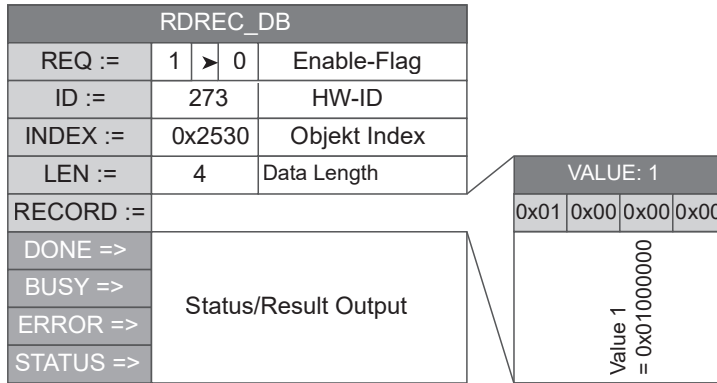 RDREC_DB
REQ := 1 ➤ 0 Enable-Flag
ID := 273 HW-ID
INDEX := 0x2530 Objekt Index
LEN := 4 Data Length
RECORD :=
DONE =>
BUSY =>
ERROR =>
STATUS =>
Status/Result Output
VALUE: 1
0x01 0x00 0x00 0x00
Value 1
= 0x01000000